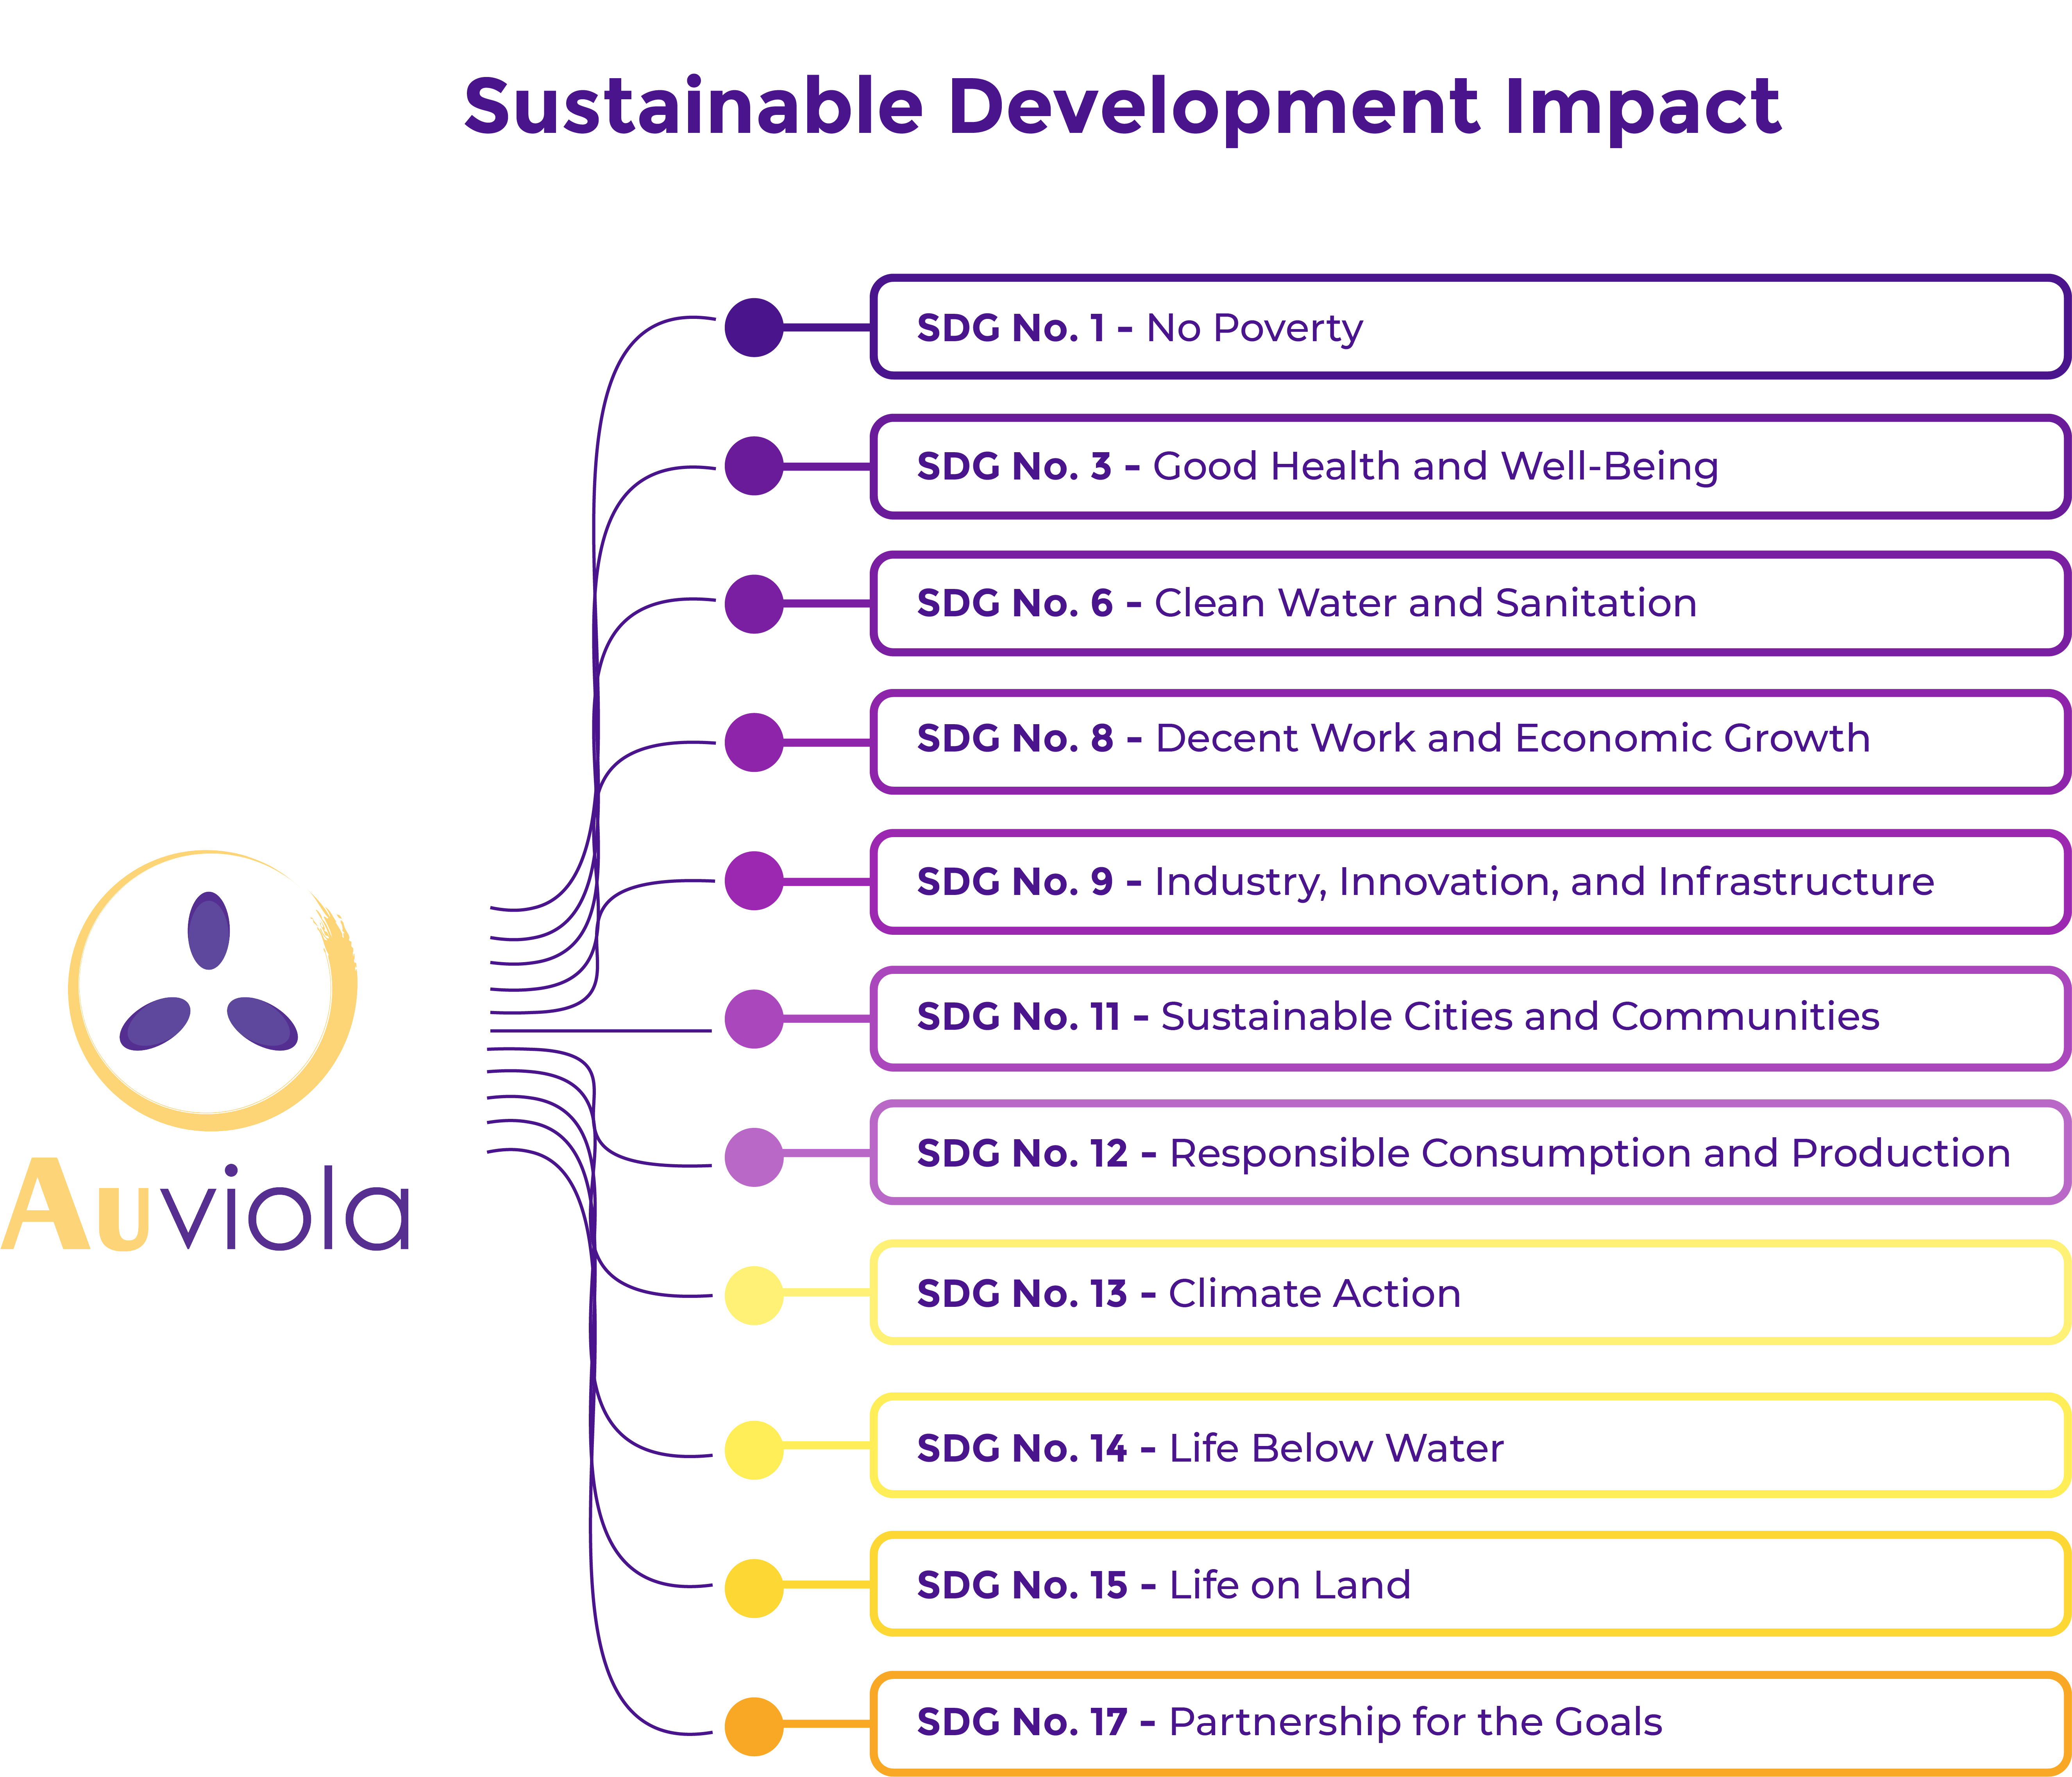 Sustainable Development Impact
SDG No. 1 - No Poverty
SDG No. 3 - Good Health and Well-Being
SDG No. 6 - Clean Water and Sanitation
SDG No. 8 - Decent Work and Economic Growth
SDG No. 9 - Industry, Innovation, and Infrastructure
SDG No. 11 - Sustainable Cities and Communities
SDG No. 12 - Responsible Consumption and Production
SDG No. 13 - Climate Action
SDG No. 14 - Life Below Water
SDG No. 15 - Life on Land
SDG No. 17 - Partnership for the Goals
Auviola